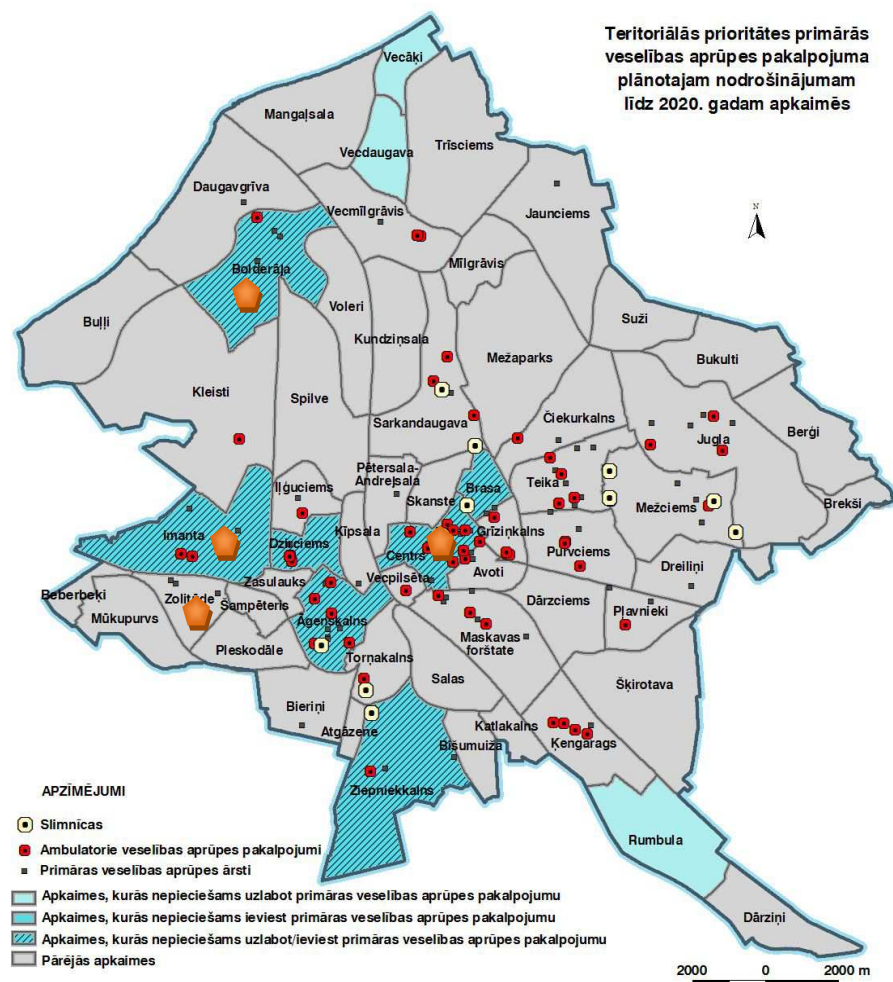 Teritoriālās prioritātes primārās
veselības aprūpes pakalpojuma
plānotajam nodrošinājumam
līdz 2020. gadam apkaimēs
Vecāķi
Mangaļsala
Vecdaugava
Trīsciems
Daugavgrīva
Vecmīlgrāvis
Jaunciems
N
Mīlgrāvis
Bolderāja
Voleri
Buļļi
Kundziņsala
Suži
Mežaparks
Bukulti
Kleisti
Spilve
Sarkandaugava
Čiekurkalns
Jugla
Berģi
Pētersala-
Andrejsala
Iļģuciems
Skanste
Brasa
Teika
Mežciems
Brekši
Imanta
Dzirciems
Ķīpsala
Centrs
Grīziņkalns
Purvciems
Dreiliņi
Beberbeķi
Zolitūde
Zasulauks
Vecpilsēta
Avoti
Mūkupurvs
Šampēteris
Āgenskalns
Dārzciems
Pļavnieki
Pleskodāle
Torņakalns
Maskavas
forštate
Salas
Šķirotava
Bieriņi
Atgāzene
Katlakalns
Bišumuiža
Ķengarags
Ziepniekkalns
Rumbula
Dārziņi
APZĪMĒJUMI
Slimnīcas
Ambulatorie veselības aprūpes pakalpojumi
Primāras veselības aprūpes ārsti
Apkaimes, kurās nepieciešams uzlabot primāras veselības aprūpes pakalpojumu
Apkaimes, kurās nepieciešams ieviest primāras veselības aprūpes pakalpojumu
Apkaimes, kurās nepieciešams uzlabot/ieviest primāras veselības aprūpes pakalpojumu
Pārējās apkaimes
2000 0 2000 m